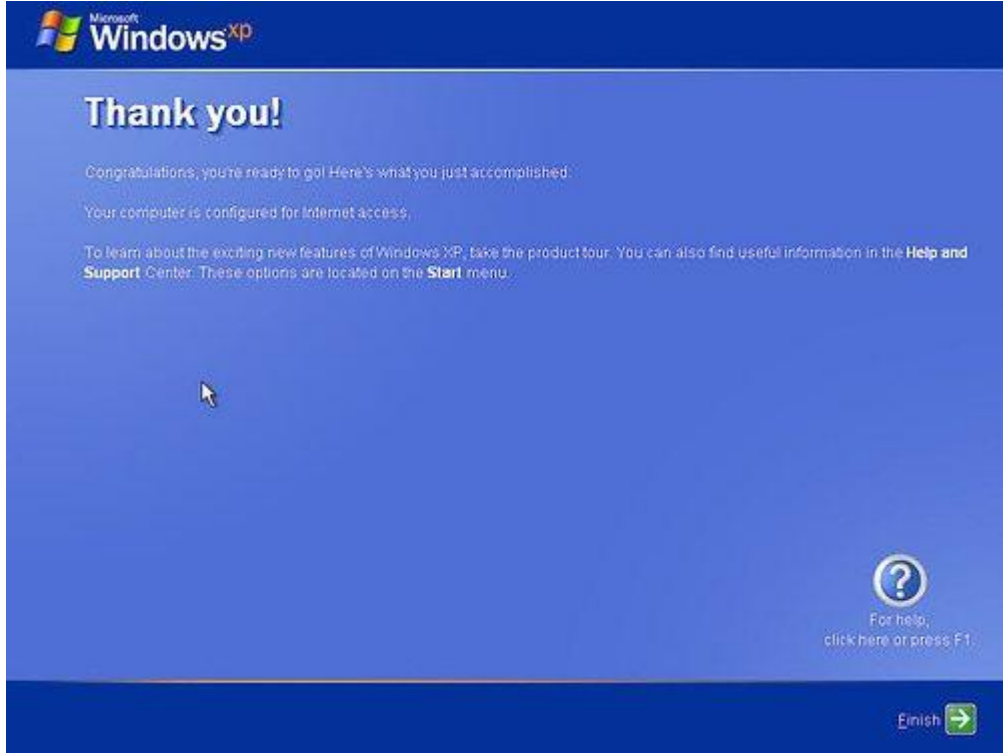 Microsoft
Windows xp
Thank you!
Congratulations, you're ready to go! Here's what you just accomplished:
Your computer is configured for Internet access.
To learn about the exciting new features of Windows XP, take the product tour. You can also find useful information in the Help and
Support Center. These options are located on the Start menu.
For help,
click here or press F1.
Finish